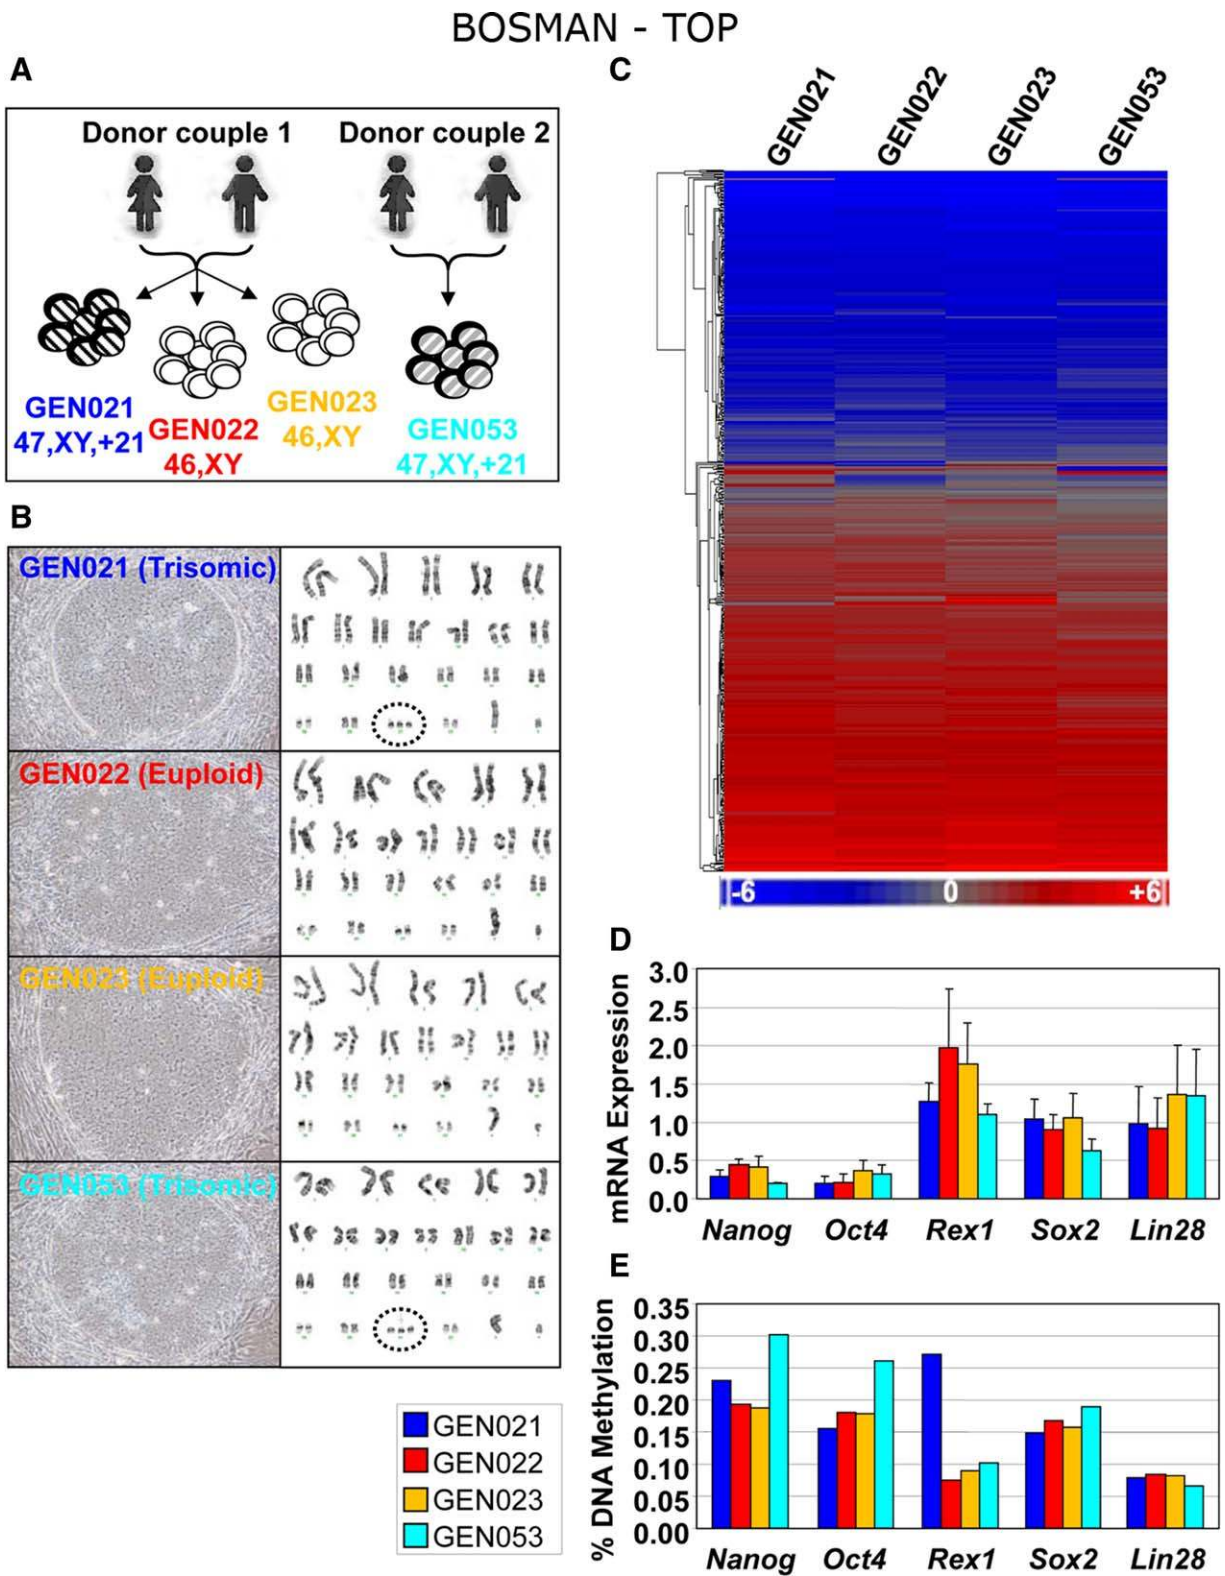 BOSMAN - TOP
A
Donor couple 1
Donor couple 2
GEN021
47,XY,+21
GEN022
46,XY
GEN023
46,XY
GEN053
47,XY,+21
B
GEN021 (Trisomic)
GEN022 (Euploid)
GEN023 (Euploid)
GEN053 (Trisomic)
GEN021
GEN022
GEN023
GEN053
C
GEN021
GEN022
GEN023
GEN053
-6
0
+6
D
mRNA Expression
3.0
2.5
2.0
1.5
1.0
0.5
0.0
Nanog
Oct4
Rex1
Sox2
Lin28
E
% DNA Methylation
0.35
0.30
0.25
0.20
0.15
0.10
0.05
0.00
Nanog
Oct4
Rex1
Sox2
Lin28